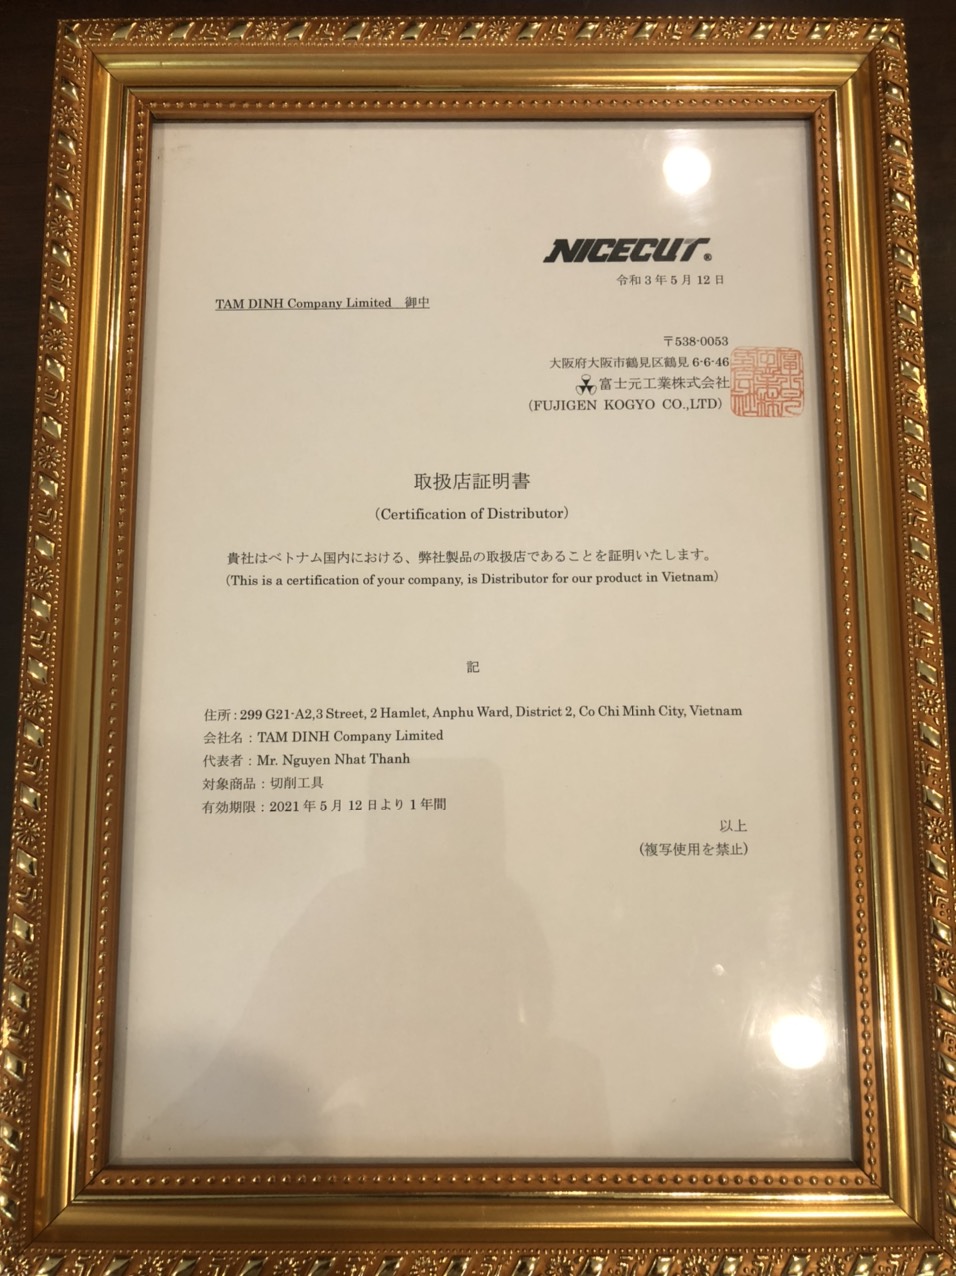 NICECUT®
令和3年5月12日
TAM DINH Company Limited 御中
〒538-0053
大阪府大阪市鶴見区鶴見 6-6-46
富士元工業株式会社
(FUJIGEN KOGYO CO.,LTD)
取扱店証明書
(Certification of Distributor)
貴社はベトナム国内における、弊社製品の取扱店であることを証明いたします。
(This is a certification of your company, is Distributor for our product in Vietnam)
記
住所 : 299 G21-A2,3 Street, 2 Hamlet, Anphu Ward, District 2, Co Chi Minh City, Vietnam
会社名 : TAM DINH Company Limited
代表者 : Mr. Nguyen Nhat Thanh
対象商品 : 切削工具
有効期限 : 2021年5月12日より1年間
以上
(複写使用を禁止)